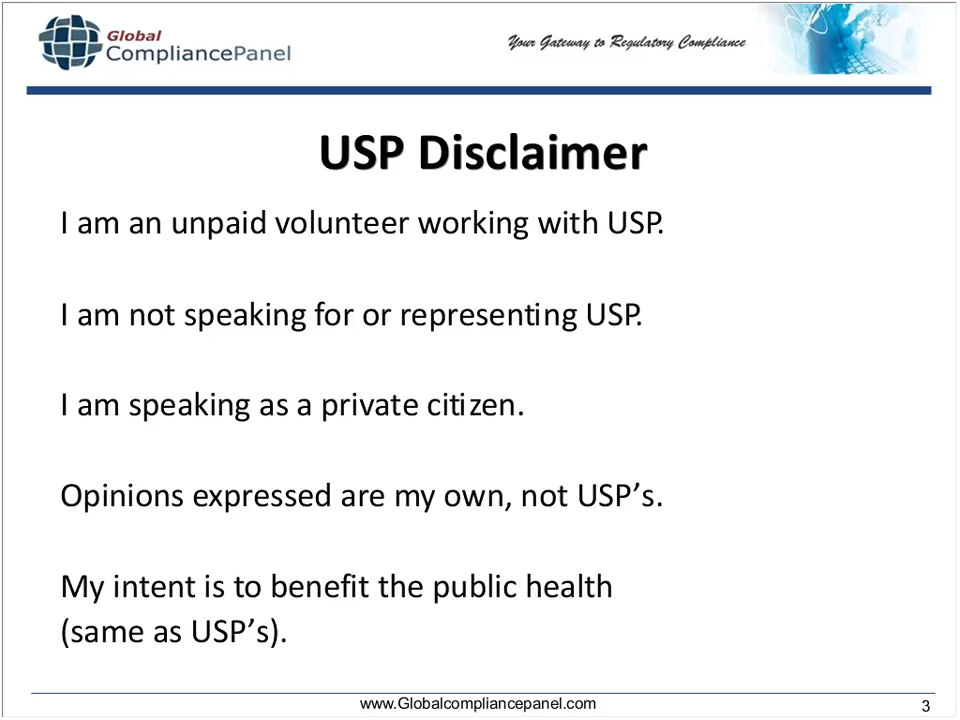 Global
CompliancePanel
Your Gateway to Regulatory Compliance
USP Disclaimer
I am an unpaid volunteer working with USP.
I am not speaking for or representing USP.
I am speaking as a private citizen.
Opinions expressed are my own, not USP’s.
My intent is to benefit the public health
(same as USP’s).
www.Globalcompliancepanel.com
3